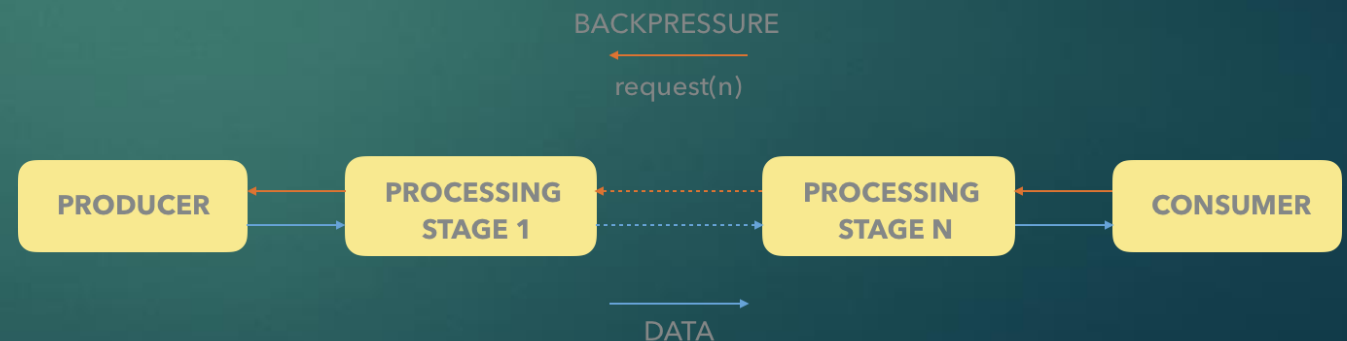 BACKPRESSURE
request(n)
PRODUCER
PROCESSING
STAGE 1
PROCESSING
STAGE N
CONSUMER
DATA